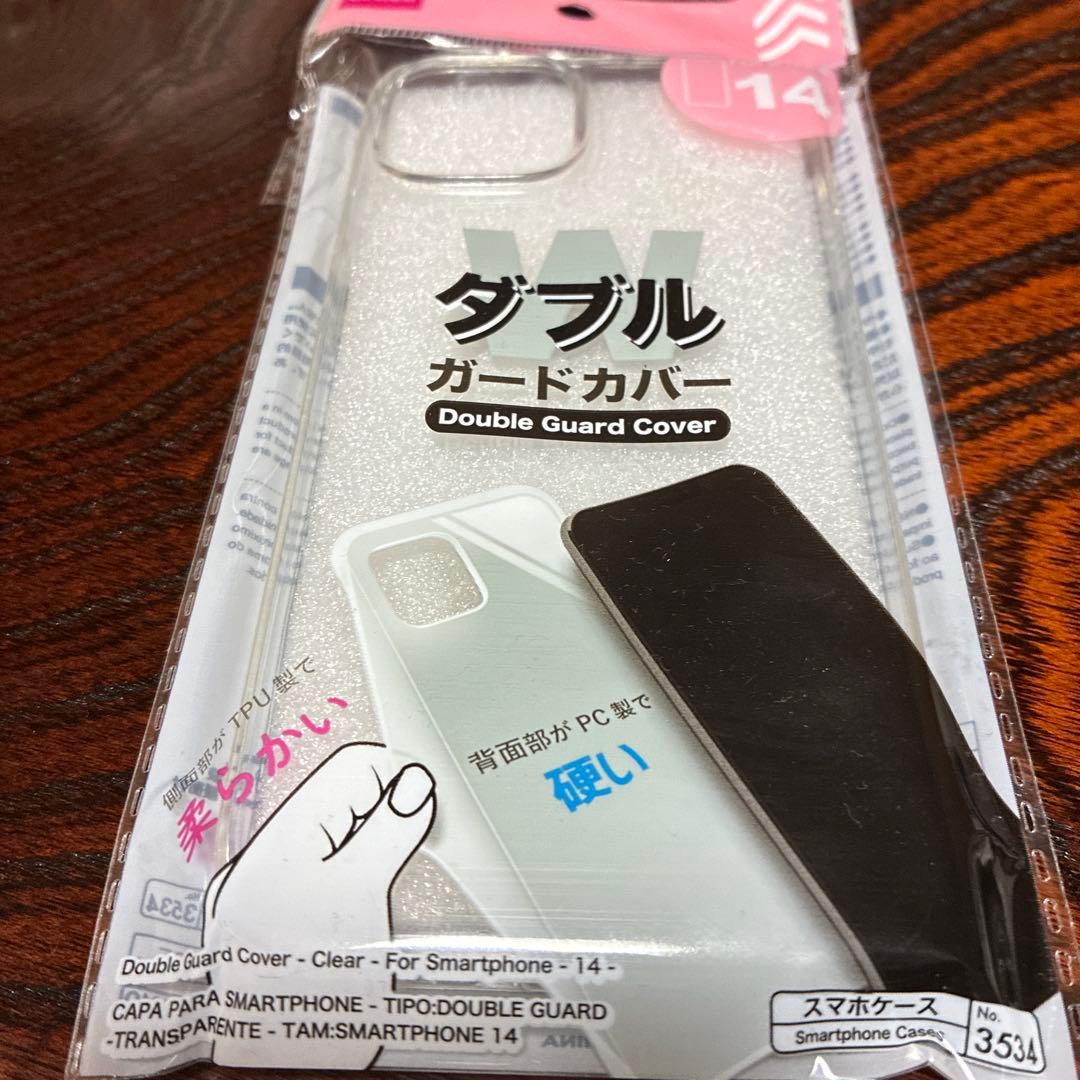 14
W
ダブル
ガードカバー
Double Guard Cover
側面部がTPU製で
柔らかい
背面部がPC製で
硬い
Double Guard Cover - Clear - For Smartphone - 14 -
CAPA PARA SMARTPHONE - TIPO:DOUBLE GUARD
-TRANSPARENTE - TAM:SMARTPHONE 14
スマホケース
Smartphone Cases
No.
3534